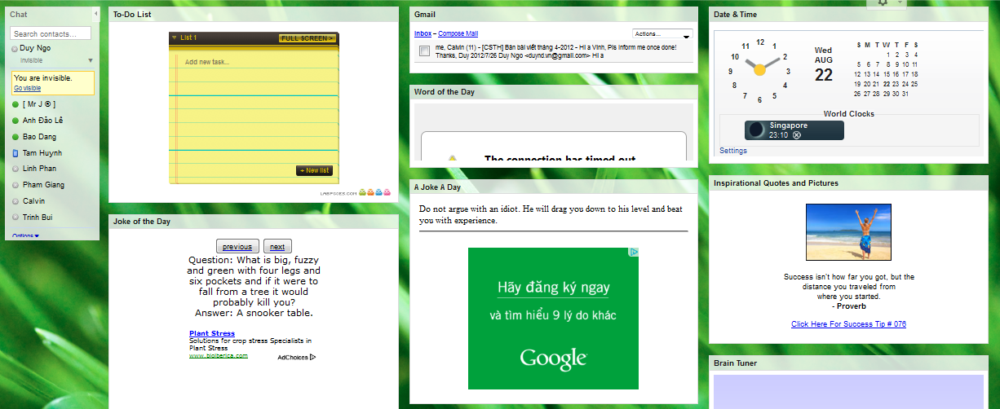 Chat
Search contacts...
Duy Ngo
Invisible
You are invisible.
Go visible
[ Mr J ® ]
Anh Đảo Lê
Bao Dang
Tam Huynh
Linh Phan
Pham Giang
Calvin
Trinh Bui
Options
To-Do List
List 1
FULL SCREEN >
Add new task...
+ New list
LABPIXIES.COM
Joke of the Day
previous next
Question: What is big, fuzzy
and green with four legs and
six pockets and if it were to
fall from a tree it would
probably kill you?
Answer: A snooker table.
Plant Stress
Solutions for crop stress Specialists in
Plant Stress
www.bioiberica.com
AdChoices
Gmail
Inbox – Compose Mail
Actions...
me, Calvin (11) - [CSTH] Bản bài viết tháng 4-2012 - Hi a Vinh, Pls inform me once done!
Thanks, Duy 2012/7/26 Duy Ngo <duynd.vn@gmail.com> Hi a
Word of the Day
The connection has timed out
A Joke A Day
Do not argue with an idiot. He will drag you down to his level and beat
you with experience.
Hãy đăng ký ngay
và tìm hiểu 9 lý do khác
Google
Date & Time
12
1
2
3
4
5
6
7
8
9
10
11
Wed
AUG
22
S M T W T F S
1 2 3 4
5 6 7 8 9 10 11
12 13 14 15 16 17 18
19 20 21 22 23 24 25
26 27 28 29 30 31
World Clocks
Singapore
23:10
Settings
Inspirational Quotes and Pictures
Success isn't how far you got, but the
distance you traveled from
where you started.
- Proverb
Click Here For Success Tip # 076
Brain Tuner